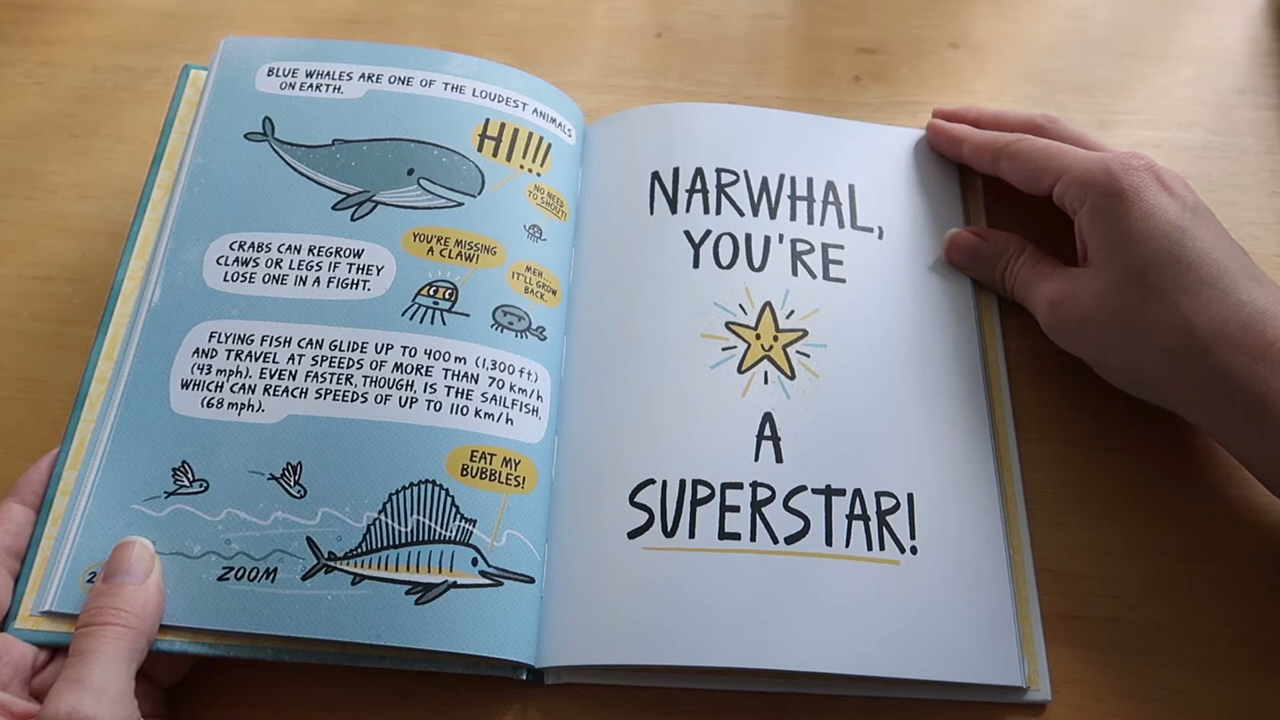 BLUE WHALES ARE ONE OF THE LOUDEST ANIMALS
ON EARTH.
HI!!!
NO NEED
TO SHOUT!
CRABS CAN REGROW
CLAWS OR LEGS IF THEY
LOSE ONE IN A FIGHT.
YOU'RE MISSING
A CLAW!
MEH...
IT'LL GROW
BACK.
FLYING FISH CAN GLIDE UP TO 400 m (1,300 ft.)
AND TRAVEL AT SPEEDS OF MORE THAN 70 km/h
(43 mph). EVEN FASTER, THOUGH, IS THE SAILFISH,
WHICH CAN REACH SPEEDS OF UP TO 110 km/h
(68 mph).
EAT MY
BUBBLES!
ZOOM
NARWHAL,
YOU'RE
A
SUPERSTAR!